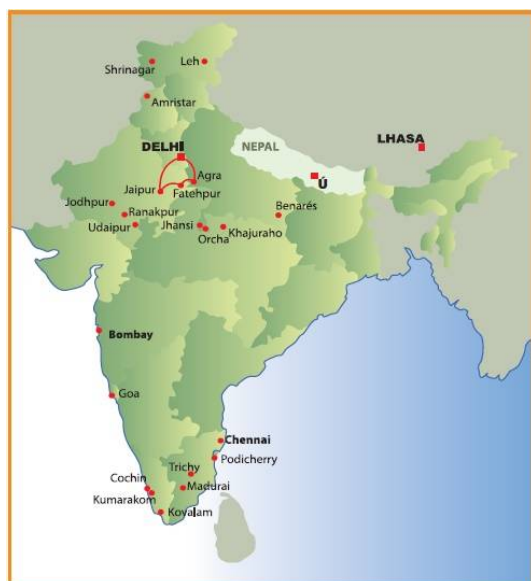 Shrinagar
Leh
Amristar
DELHI
NEPAL
LHASA
Ú
Agra
Jaipur
Fatehpur
Jodhpur
Ranakpur
Benarés
Udaipur
Jhansi
Orcha
Khajuraho
Bombay
Goa
Chennai
Podicherry
Trichy
Cochin
Madurai
Kumarakom
Kovalam